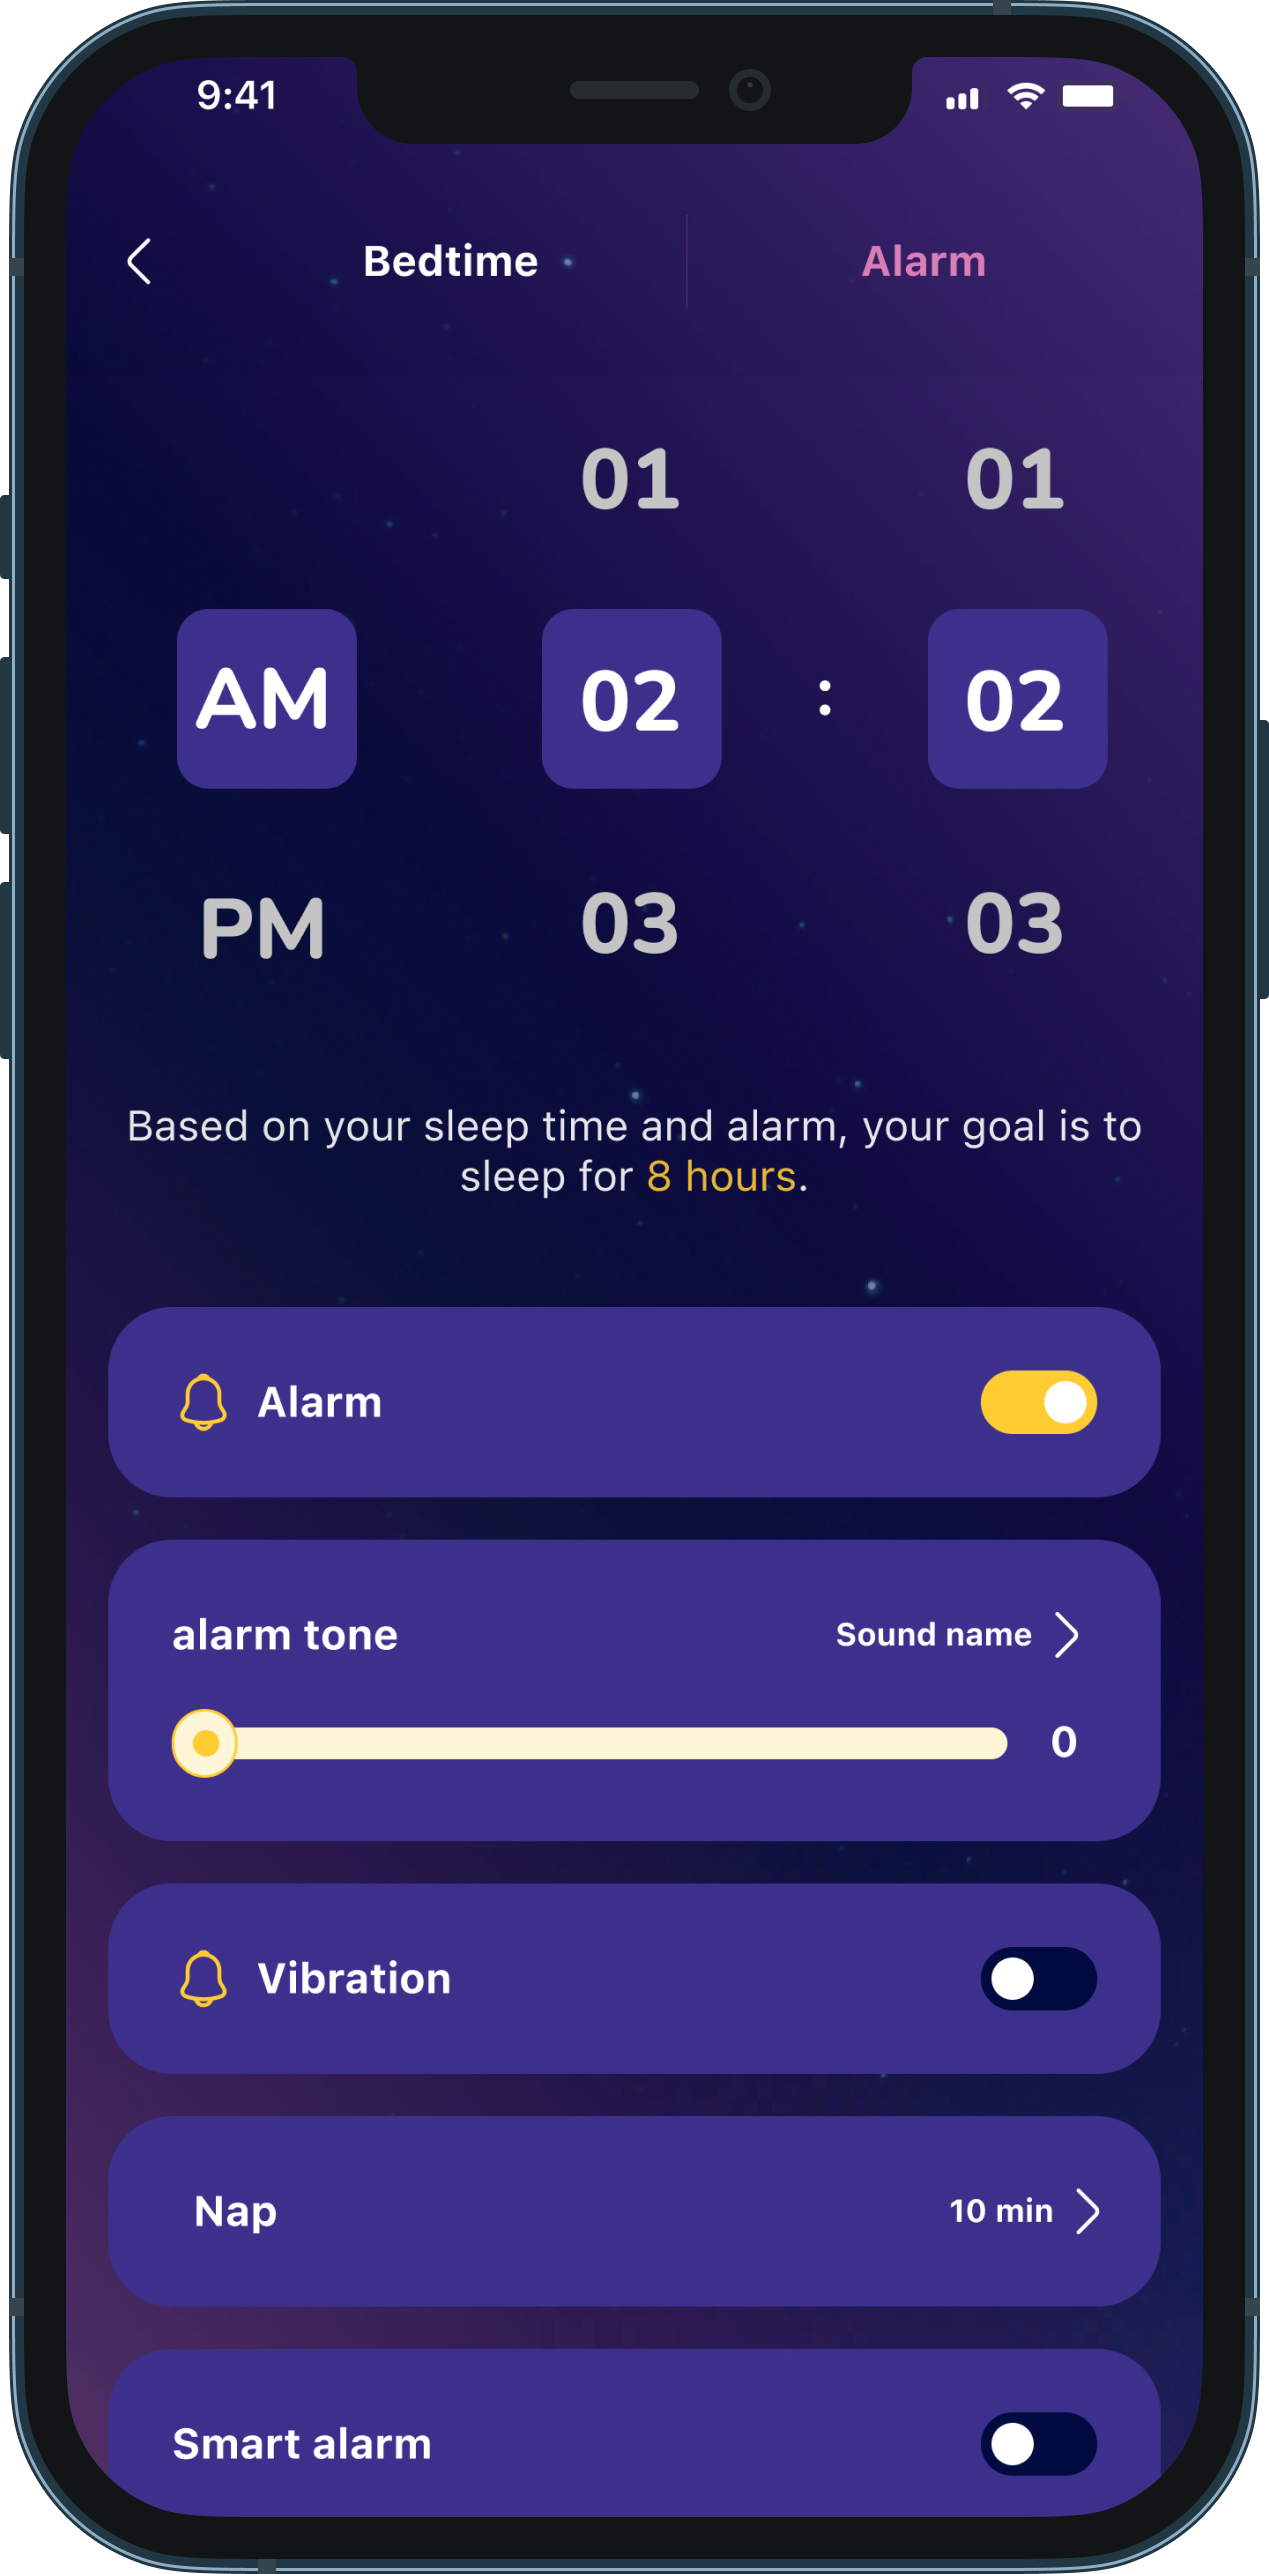 9:41
Bedtime Alarm
01 01
AM 02 : 02
PM 03 03
Based on your sleep time and alarm, your goal is to
sleep for 8 hours.
Alarm
alarm tone Sound name
0
Vibration
Nap 10 min
Smart alarm